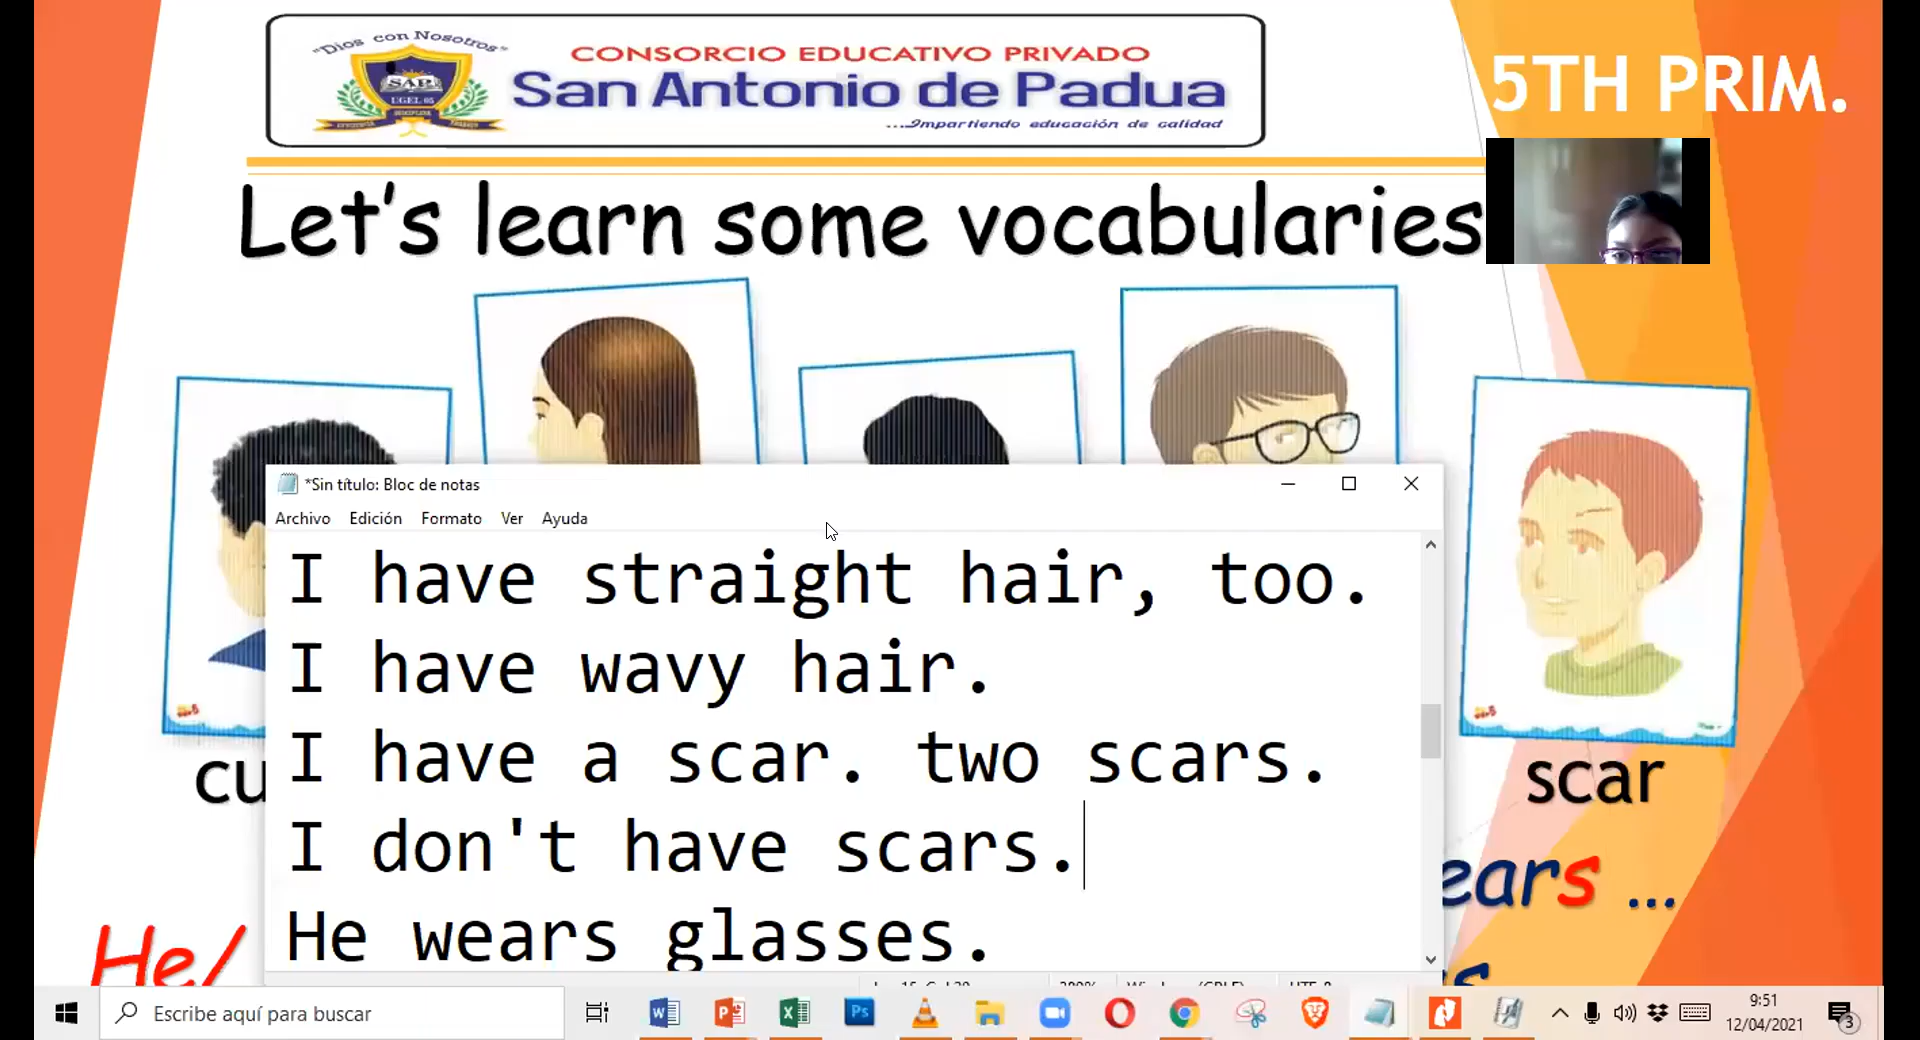 "Dios con Nosotros"
CONSORCIO EDUCATIVO PRIVADO
San Antonio de Padua
...Impartiendo educación de calidad
SAP
UGEL 05
5TH PRIM.
Let's learn some vocabularies
*Sin título: Bloc de notas
Archivo Edición Formato Ver Ayuda
I have straight hair, too.
I have wavy hair.
I have a scar. two scars.
I don't have scars.
He wears glasses.
cu
scar
ears ...
He/
Escribe aquí para buscar
9:51
12/04/2021
3